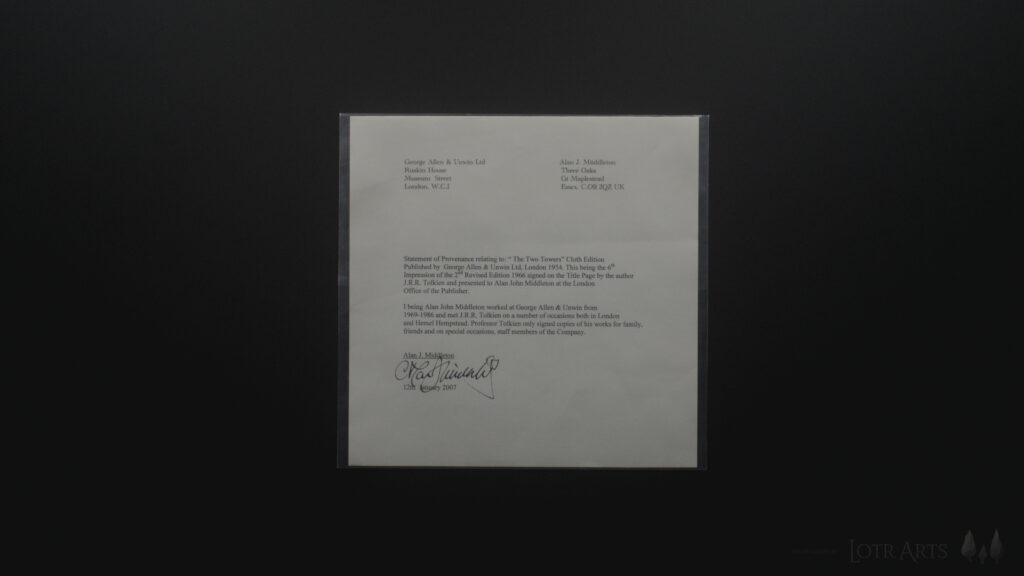 George Allen & Unwin Ltd
Ruskin House
Museum Street
London, W.C.I
Alan J. Middleton
Three Oaks
Gt Maplestead
Essex. C.O9 2QZ UK
Statement of Provenance relating to: “ The Two Towers” Cloth Edition
Published by George Allen & Unwin Ltd, London 1954. This being the 6th
Impression of the 2nd Revised Edition 1966 signed on the Title Page by the author
J.R.R. Tolkien and presented to Alan John Middleton at the London
Office of the Publisher.
I being Alan John Middleton worked at George Allen & Unwin from
1969-1986 and met J.R.R. Tolkien on a number of occasions both in London
and Hemel Hempstead. Professor Tolkien only signed copies of his works for family,
friends and on special occasions, staff members of the Company.
Alan J. Middleton
January 2007
LOTR ARTS